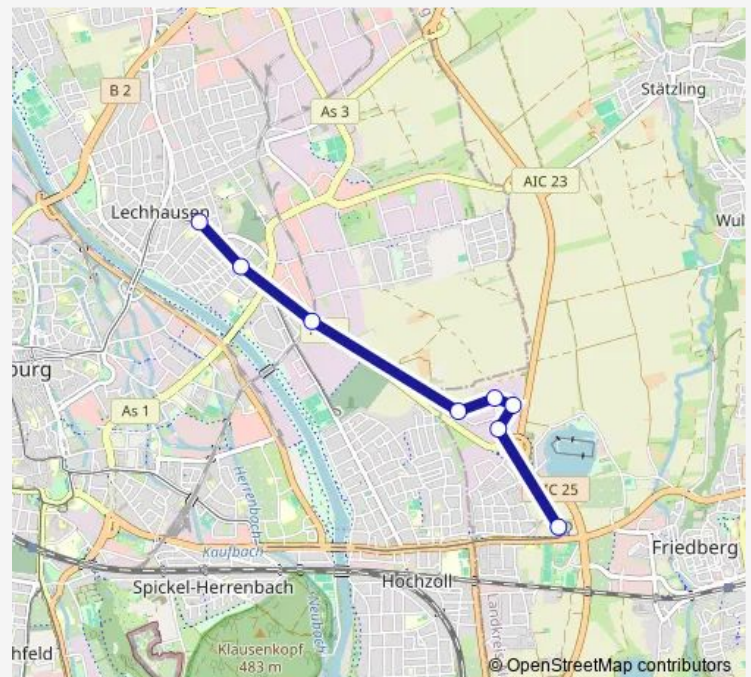 B 2
As 3
Stätzling
AIC 23
Lechhausen
Wul
burg
As 1
Herrenbach
C 25
Kaufbach
Friedberg
Hochzoll
Spickel-Herrenbach
Neubach
Landkreis
Klausenkopf
483 m
hfeld
© OpenStreetMap contributors